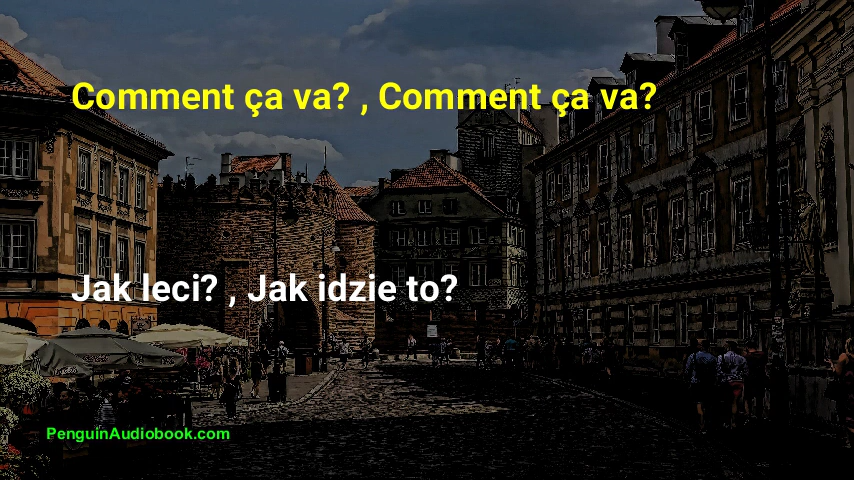 Comment ça va? , Comment ça va?
Jak leci? , Jak idzie to?
PenguinAudiobook.com